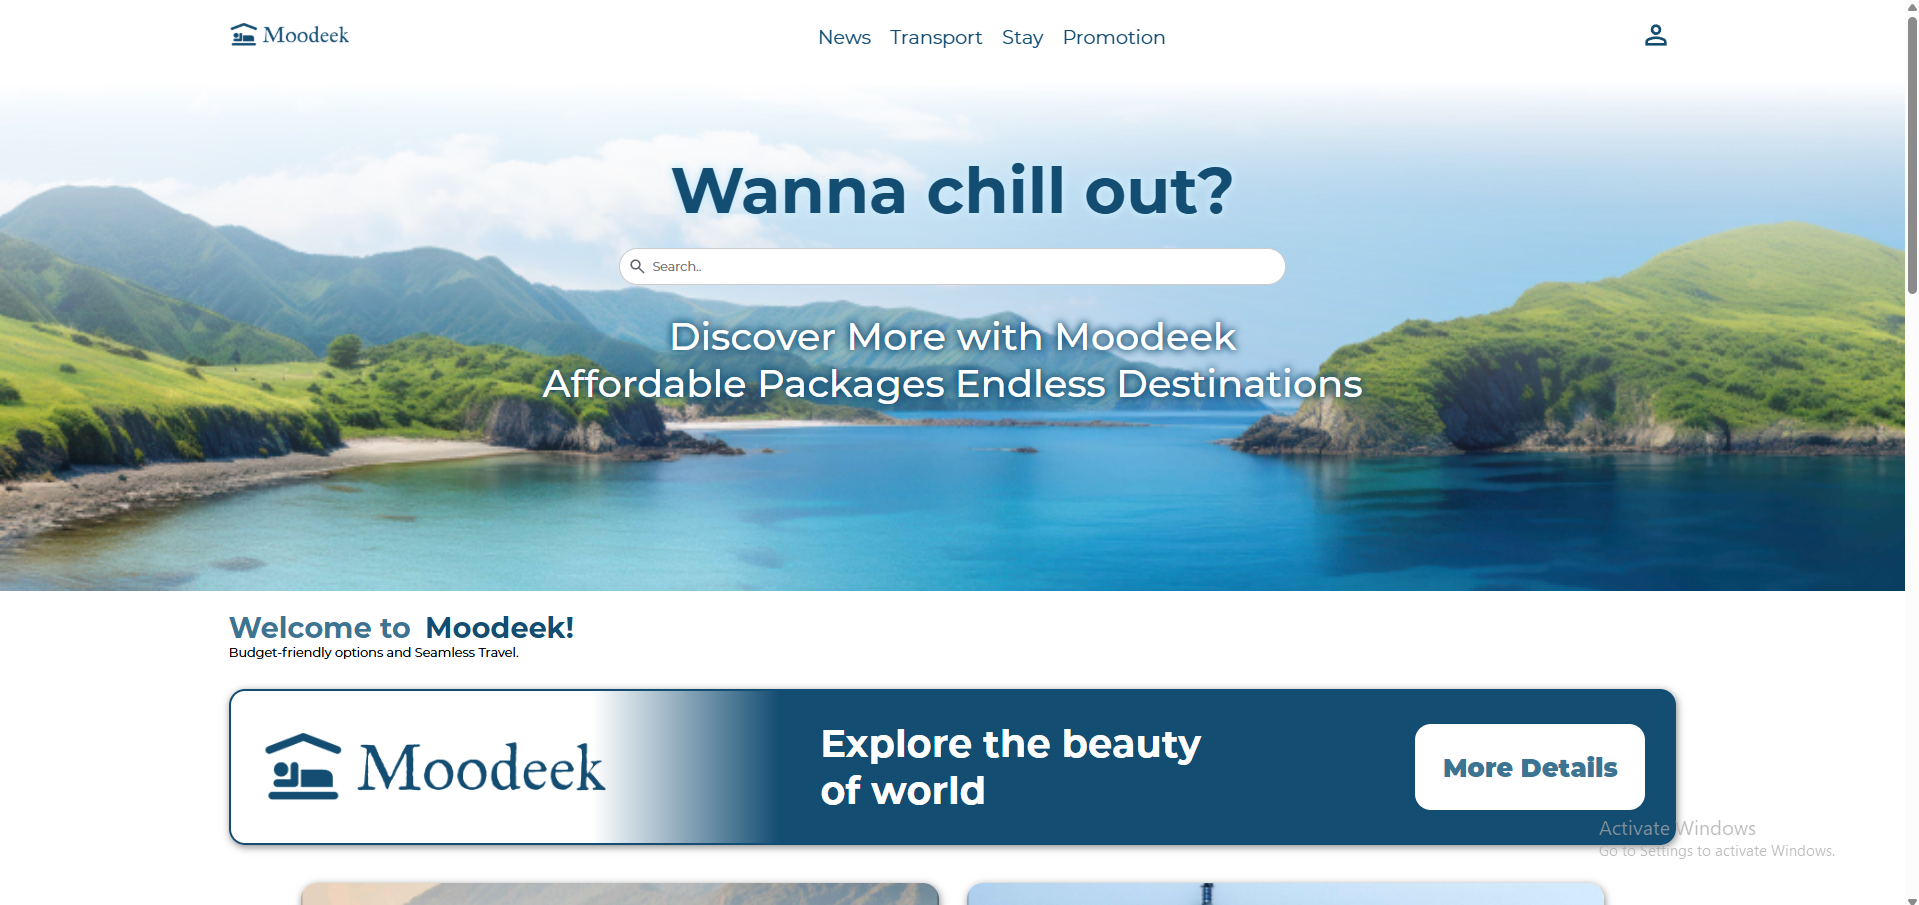 Moodeek
News Transport Stay Promotion
Wanna chill out?
Search..
Discover More with Moodeek
Affordable Packages Endless Destinations
Welcome to Moodeek!
Budget-friendly options and Seamless Travel.
Moodeek
Explore the beauty
of world
More Details
Activate Windows
Go to Settings to activate Windows.